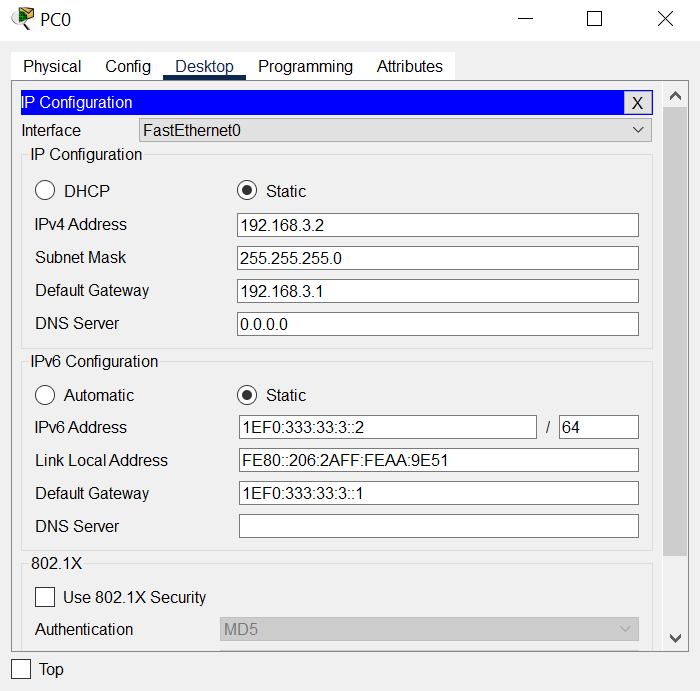 PC0
Physical Config Desktop Programming Attributes
IP Configuration X
Interface FastEthernet0
IP Configuration
DHCP Static
IPv4 Address 192.168.3.2
Subnet Mask 255.255.255.0
Default Gateway 192.168.3.1
DNS Server 0.0.0.0
IPv6 Configuration
Automatic Static
IPv6 Address 1EF0:333:33:3::2 / 64
Link Local Address FE80::206:2AFF:FEAA:9E51
Default Gateway 1EF0:333:33:3::1
DNS Server
802.1X
Use 802.1X Security
Authentication MD5
Top